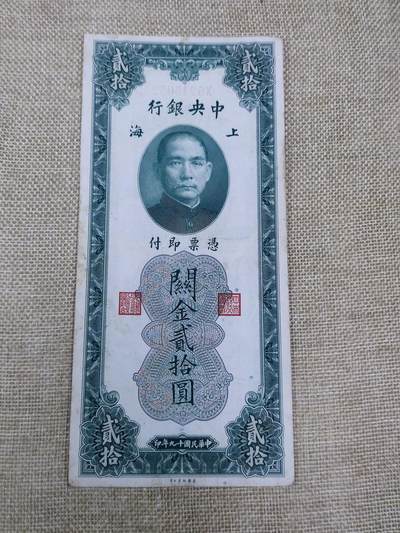 貳拾 貳拾
中央銀行
上海
憑票即付
關金貳拾圓
貳拾 貳拾
中華民國十九年印